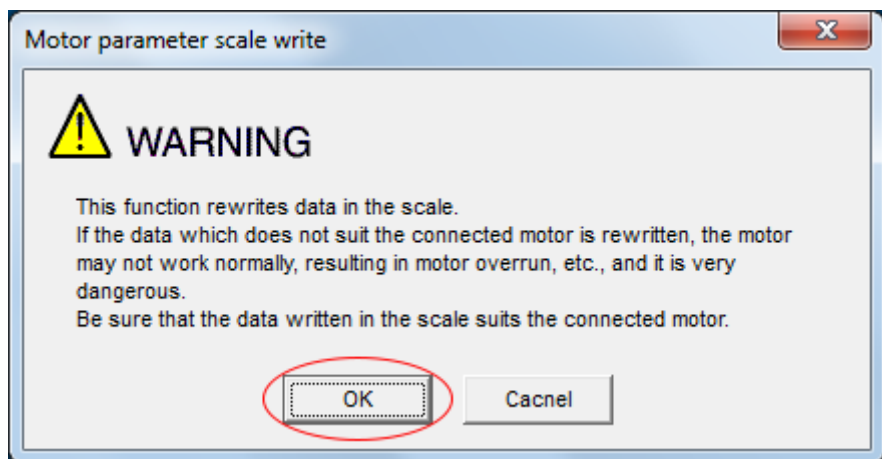 Motor parameter scale write
WARNING
This function rewrites data in the scale.
If the data which does not suit the connected motor is rewritten, the motor
may not work normally, resulting in motor overrun, etc., and it is very
dangerous.
Be sure that the data written in the scale suits the connected motor.
OK Cacnel